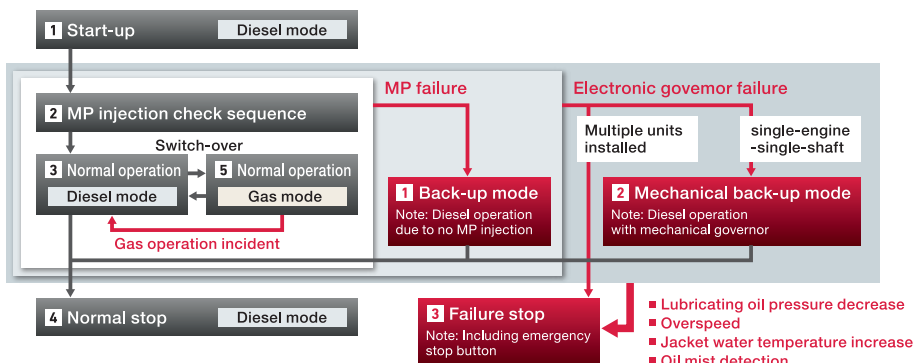 1 Start-up
Diesel mode
MP failure
Electronic governor failure
2 MP injection check sequence
Switch-over
Multiple units
installed
single-engine
-single-shaft
3 Normal operation
Diesel mode
5 Normal operation
Gas mode
Gas operation incident
1 Back-up mode
Note: Diesel operation
due to no MP injection
2 Mechanical back-up mode
Note: Diesel operation
with mechanical governor
4 Normal stop
Diesel mode
3 Failure stop
Note: Including emergency
stop button
■ Lubricating oil pressure decrease
■ Overspeed
■ Jacket water temperature increase
■ Oil mist detection